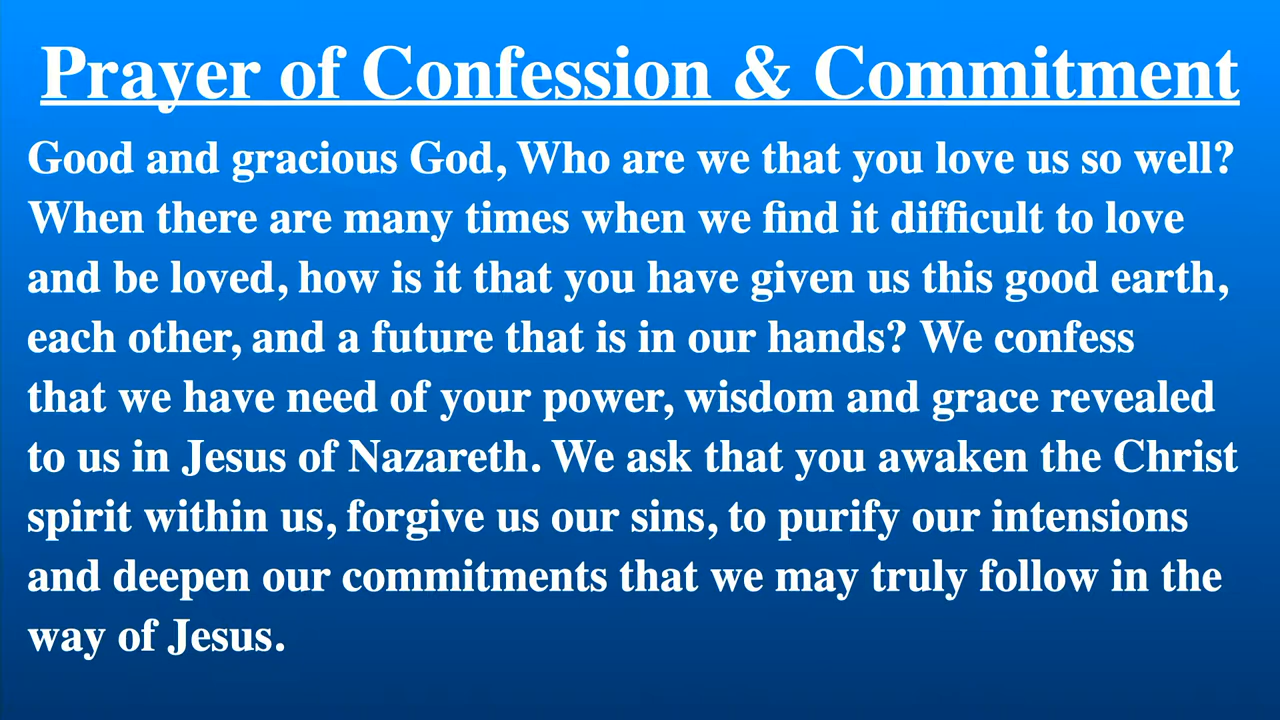 Prayer of Confession & Commitment
Good and gracious God, Who are we that you love us so well?
When there are many times when we find it difficult to love
and be loved, how is it that you have given us this good earth,
each other, and a future that is in our hands? We confess
that we have need of your power, wisdom and grace revealed
to us in Jesus of Nazareth. We ask that you awaken the Christ
spirit within us, forgive us our sins, to purify our intensions
and deepen our commitments that we may truly follow in the
way of Jesus.